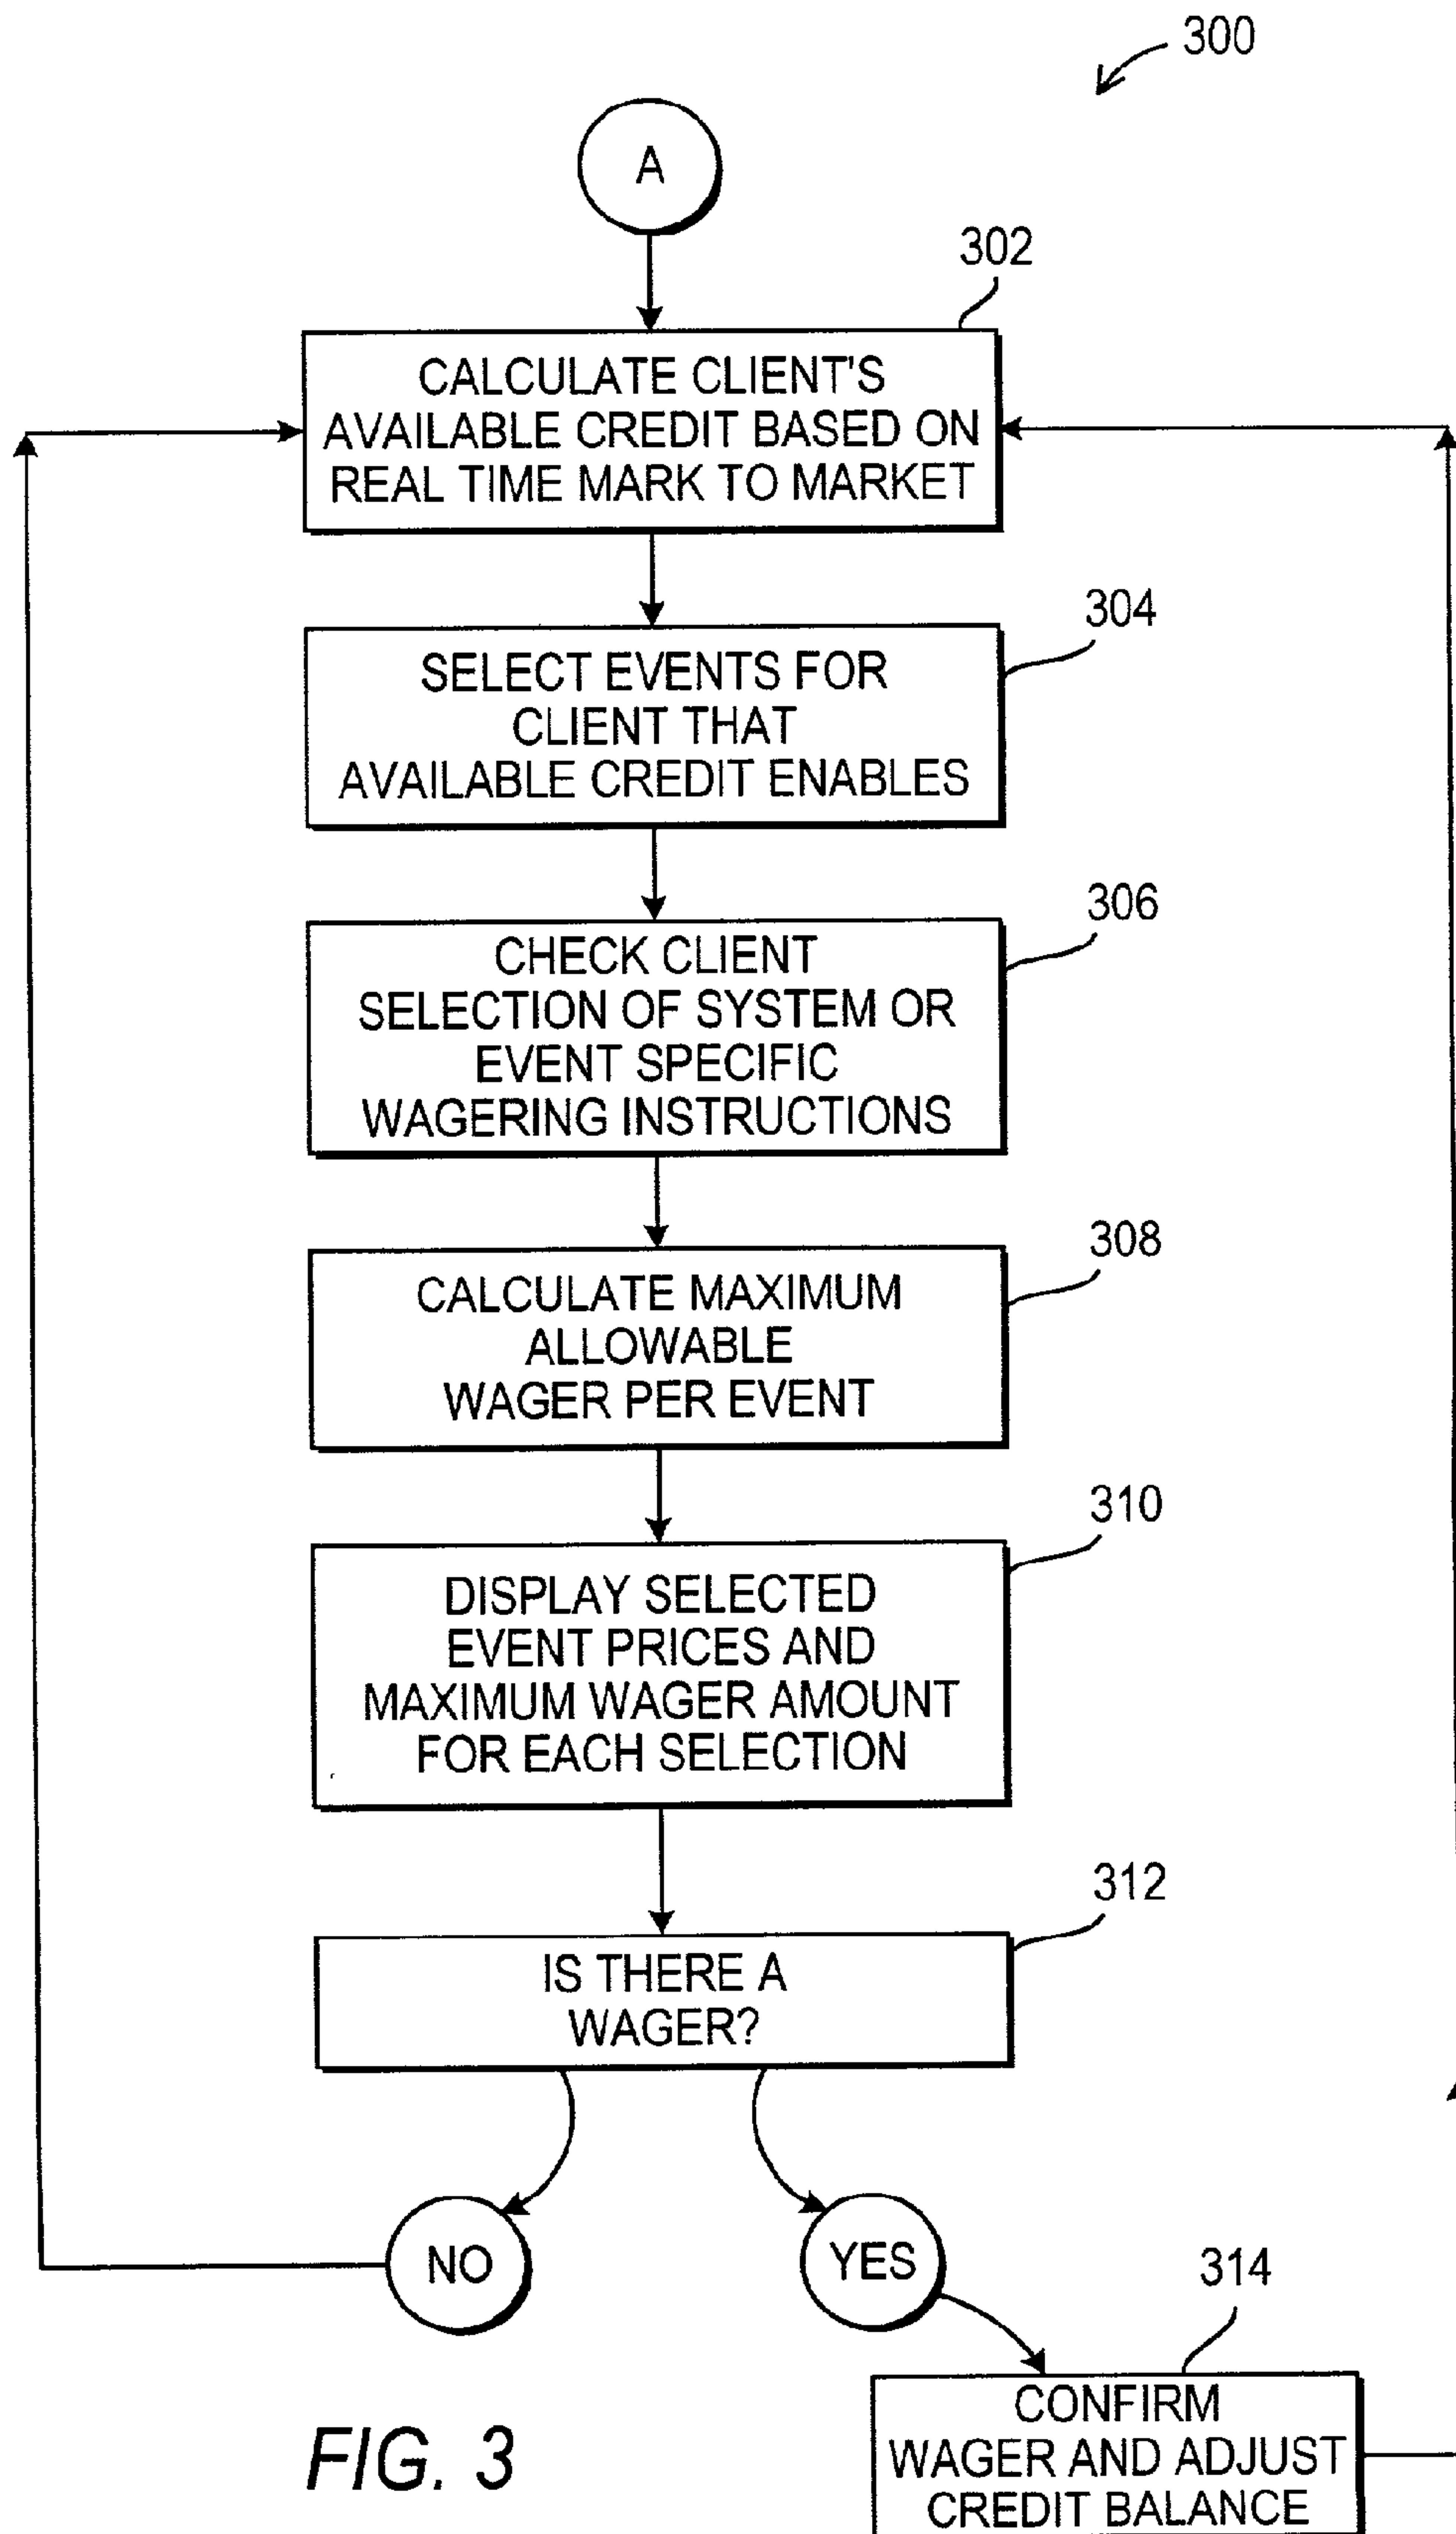 300
A
302
CALCULATE CLIENT'S
AVAILABLE CREDIT BASED ON
REAL TIME MARK TO MARKET
304
SELECT EVENTS FOR
CLIENT THAT
AVAILABLE CREDIT ENABLES
306
CHECK CLIENT
SELECTION OF SYSTEM OR
EVENT SPECIFIC
WAGERING INSTRUCTIONS
308
CALCULATE MAXIMUM
ALLOWABLE
WAGER PER EVENT
310
DISPLAY SELECTED
EVENT PRICES AND
MAXIMUM WAGER AMOUNT
FOR EACH SELECTION
312
IS THERE A
WAGER?
NO
YES
314
CONFIRM
WAGER AND ADJUST
CREDIT BALANCE
FIG. 3